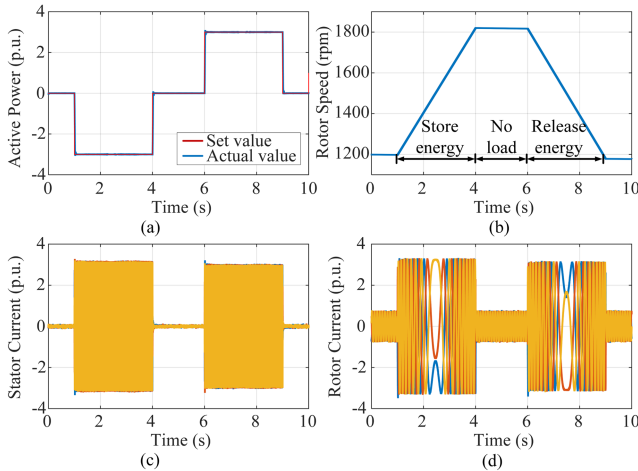 4
2
0
-2
-4
Active Power (p.u.)
Set value
Actual value
0 2 4 6 8 10
Time (s)
(a)
1800
1600
1400
1200
Rotor Speed (rpm)
Store energy
No load
Release energy
0 2 4 6 8 10
Time (s)
(b)
4
2
0
-2
-4
Stator Current (p.u.)
0 2 4 6 8 10
Time (s)
(c)
4
2
0
-2
-4
Rotor Current (p.u.)
0 2 4 6 8 10
Time (s)
(d)